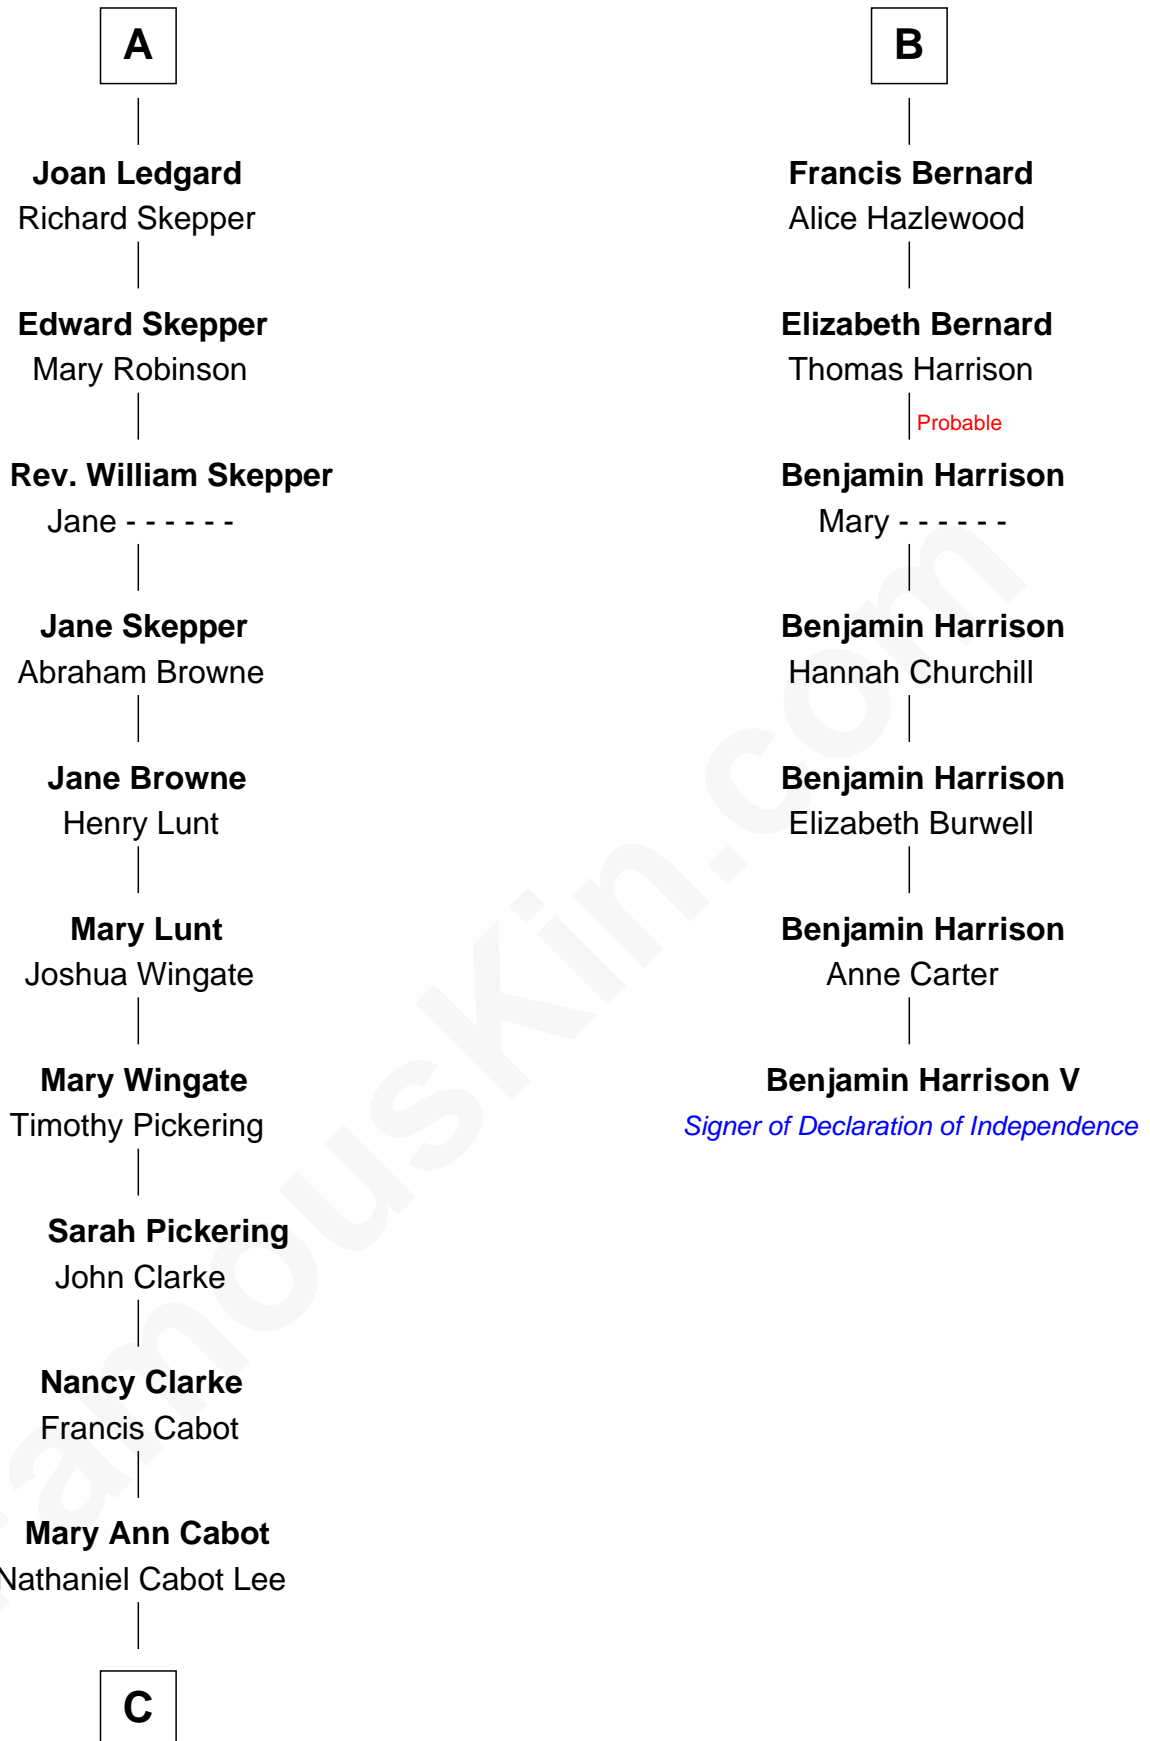 A
Joan Ledgard
Richard Skepper
Edward Skepper
Mary Robinson
Rev. William Skepper
Jane - - - - - -
Jane Skepper
Abraham Browne
Jane Browne
Henry Lunt
Mary Lunt
Joshua Wingate
Mary Wingate
Timothy Pickering
Sarah Pickering
John Clarke
Nancy Clarke
Francis Cabot
Mary Ann Cabot
Nathaniel Cabot Lee
C
B
Francis Bernard
Alice Hazlewood
Elizabeth Bernard
Thomas Harrison
Probable
Benjamin Harrison
Mary - - - - - -
Benjamin Harrison
Hannah Churchill
Benjamin Harrison
Elizabeth Burwell
Benjamin Harrison
Anne Carter
Benjamin Harrison V
Signer of Declaration of Independence
FamousKin.com